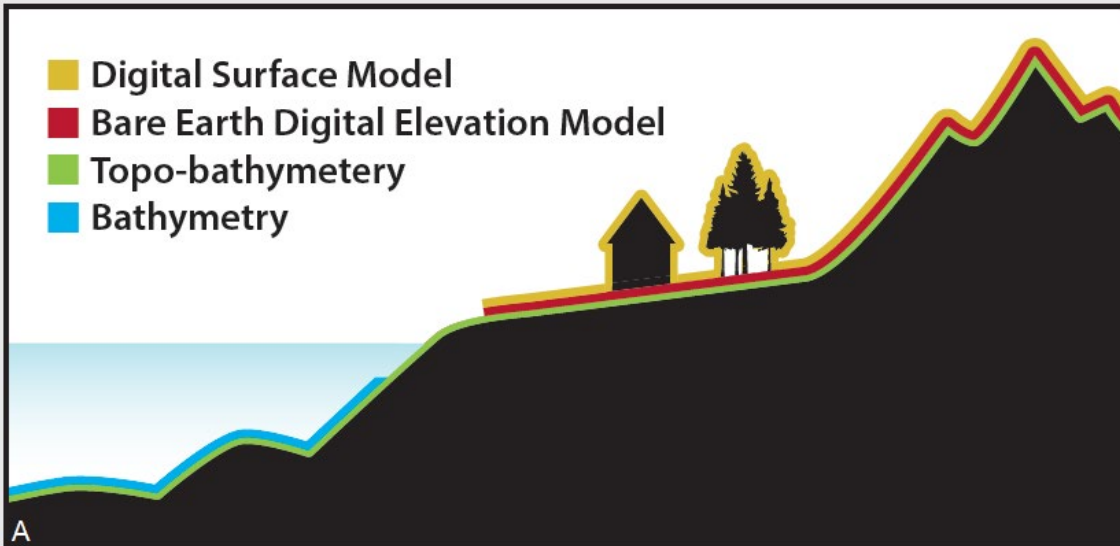 Digital Surface Model
Bare Earth Digital Elevation Model
Topo-bathymetery
Bathymetry
A